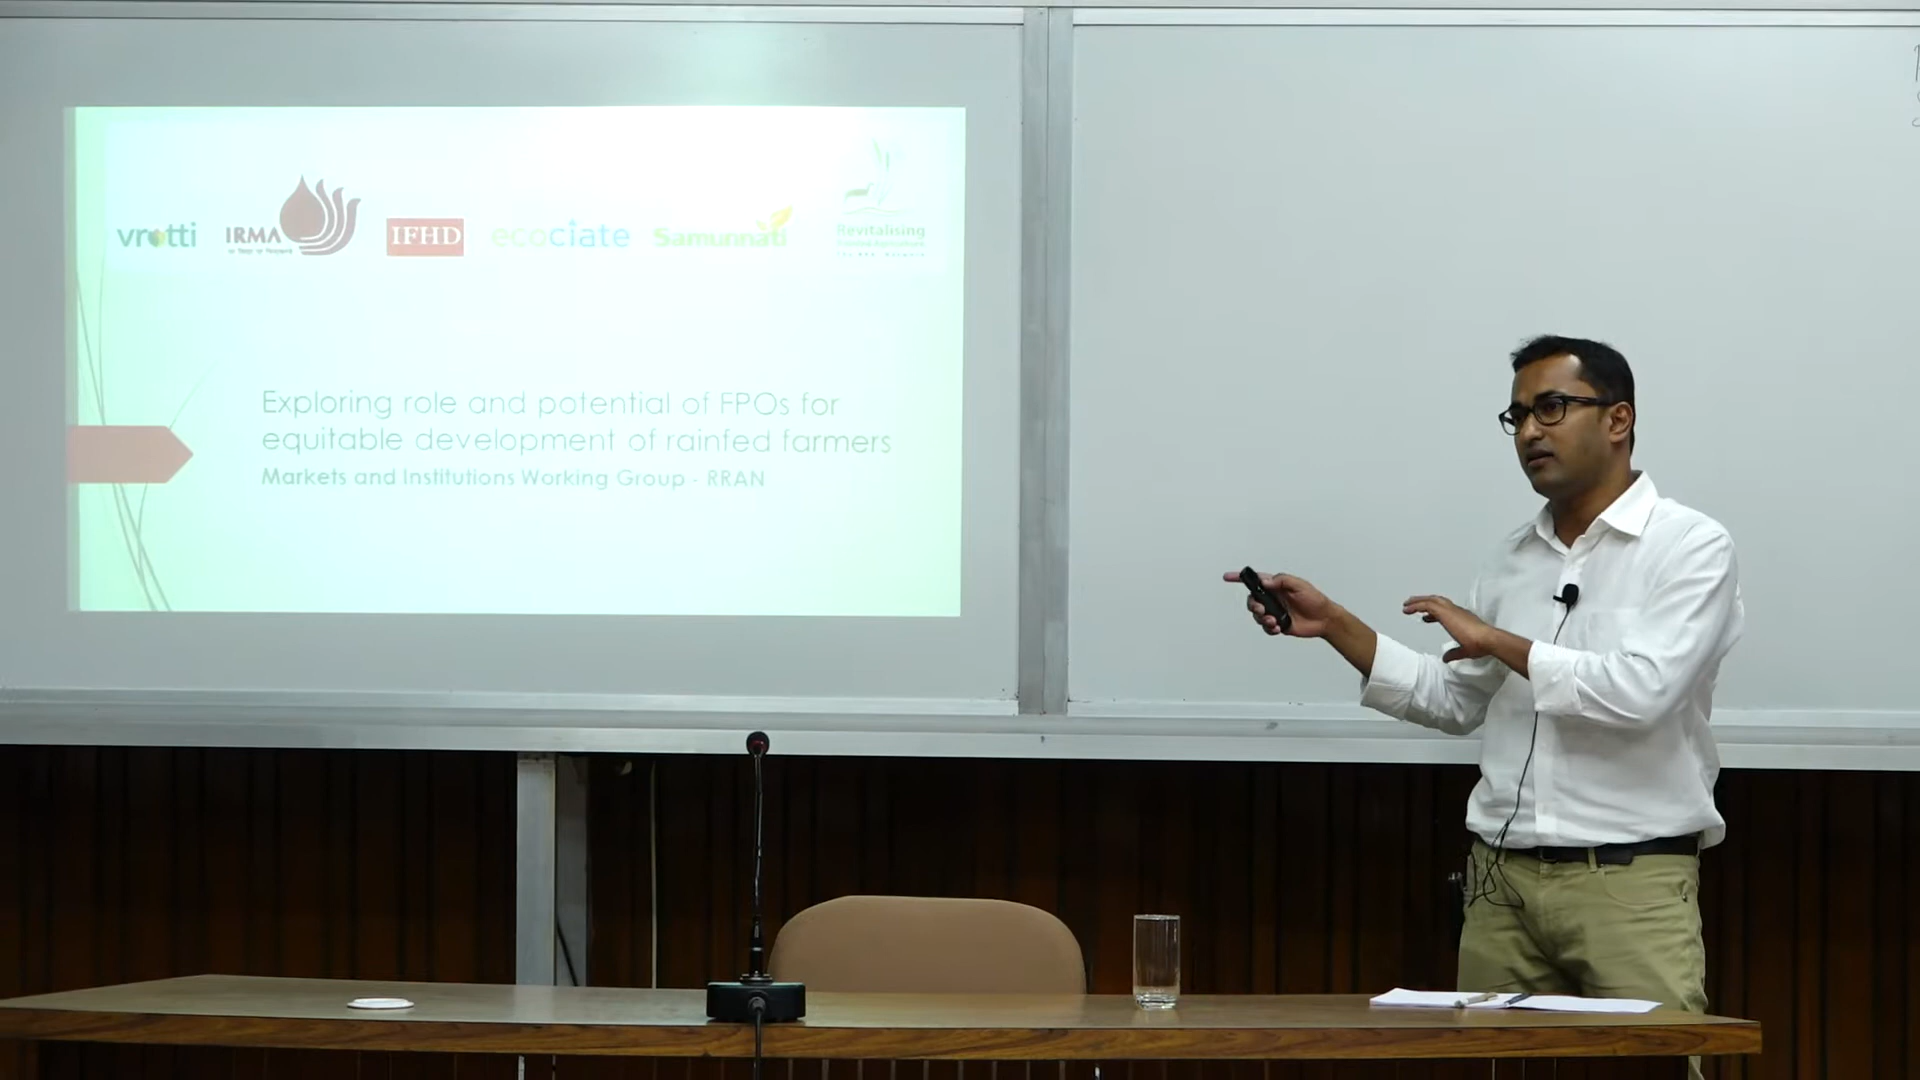 vrutti
IRMA
IFHD
ecociate
Samunnati
Revitalising
Exploring role and potential of FPOs for
equitable development of rainfed farmers
Markets and Institutions Working Group - RRAN